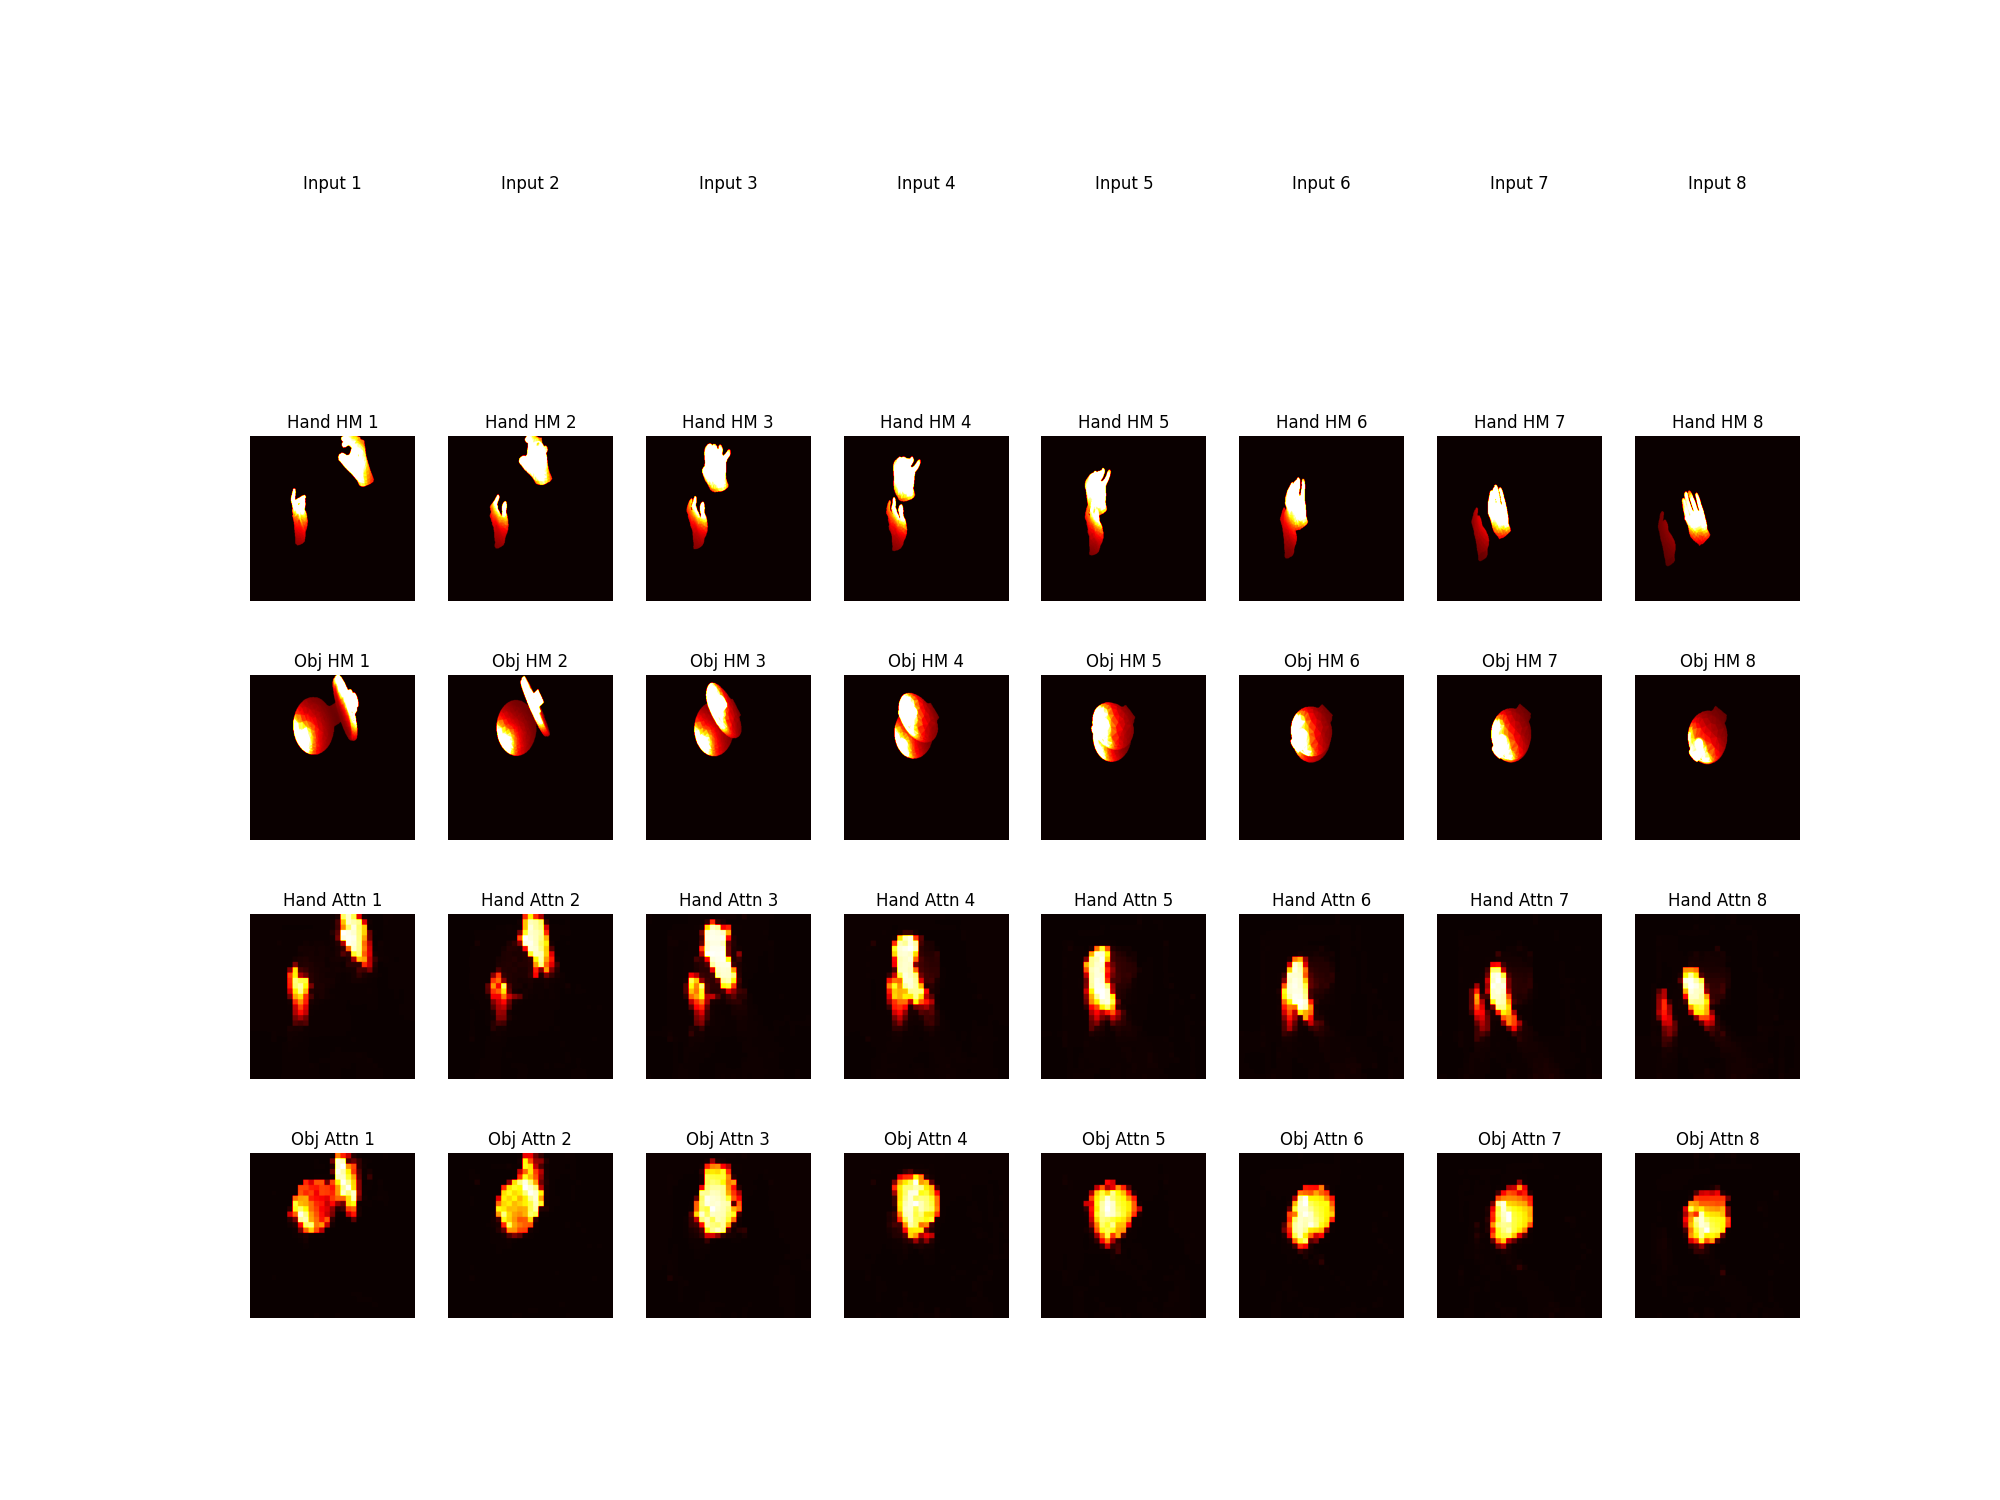 Input 1 Input 2 Input 3 Input 4 Input 5 Input 6 Input 7 Input 8
Hand HM 1 Hand HM 2 Hand HM 3 Hand HM 4 Hand HM 5 Hand HM 6 Hand HM 7 Hand HM 8
Obj HM 1 Obj HM 2 Obj HM 3 Obj HM 4 Obj HM 5 Obj HM 6 Obj HM 7 Obj HM 8
Hand Attn 1 Hand Attn 2 Hand Attn 3 Hand Attn 4 Hand Attn 5 Hand Attn 6 Hand Attn 7 Hand Attn 8
Obj Attn 1 Obj Attn 2 Obj Attn 3 Obj Attn 4 Obj Attn 5 Obj Attn 6 Obj Attn 7 Obj Attn 8